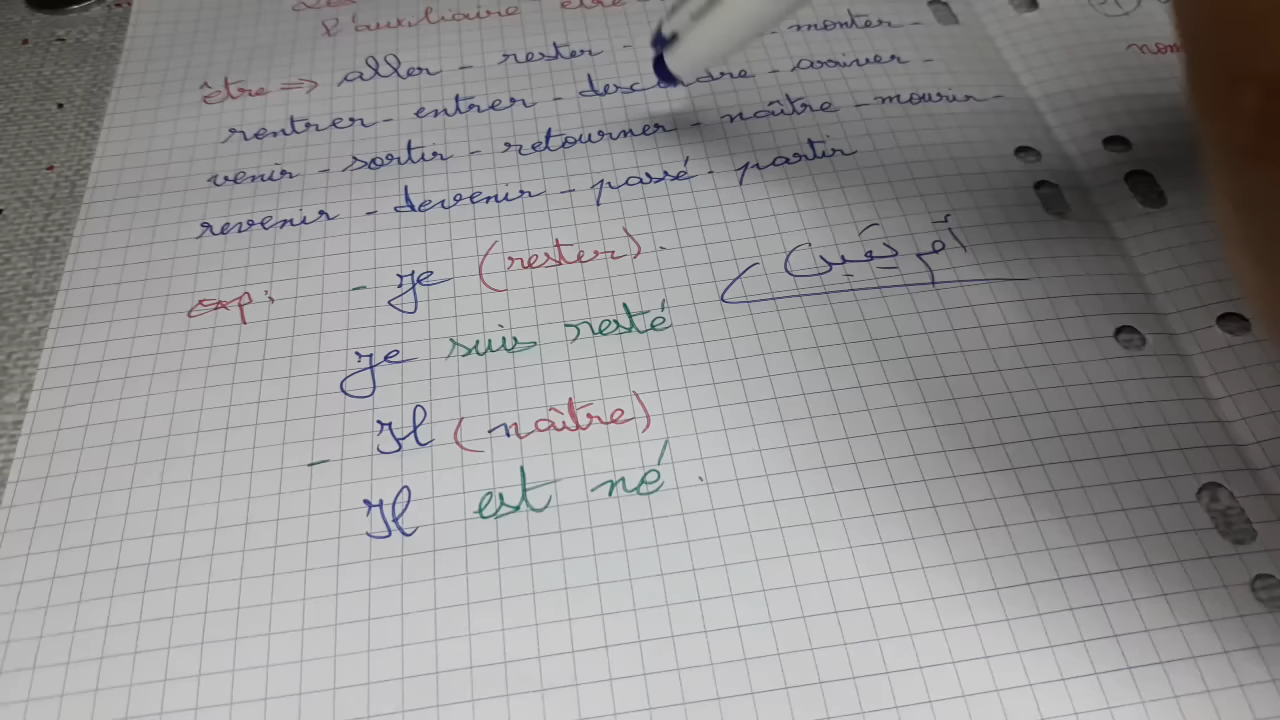 l'auxiliaire être
être => aller - rester - monter -
rentrer - entrer - descendre - arriver -
venir - sortir - retourner - naître - mourir -
revenir - devenir - passé - partir
exp: - je (rester).
أم يقين
Je suis resté
- Il (naître)
Il est né.